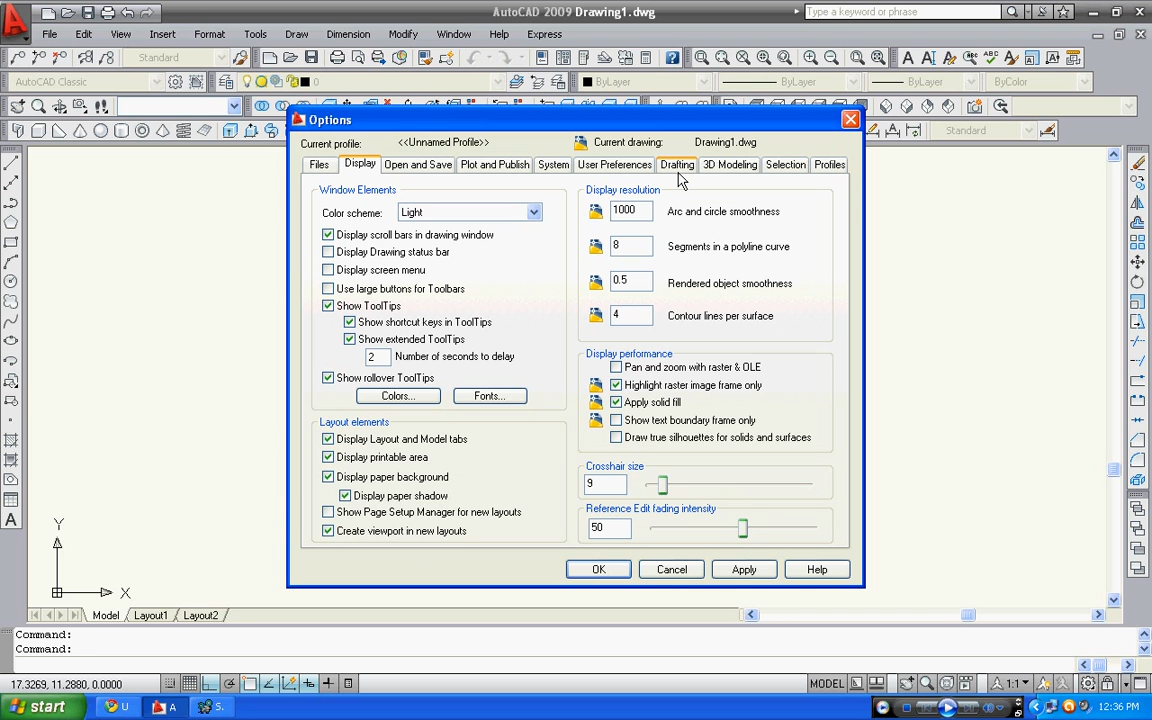 AutoCAD 2009 Drawing1.dwg
Type a keyword or phrase
File Edit View Insert Format Tools Draw Dimension Modify Window Help Express
Standard
AutoCAD Classic 0 ByLayer ByLayer ByLayer ByColor
Standard
Options
Current profile: <<Unnamed Profile>> Current drawing: Drawing1.dwg
Files Display Open and Save Plot and Publish System User Preferences Drafting 3D Modeling Selection Profiles
Window Elements
Color scheme: Light
Display scroll bars in drawing window
Display Drawing status bar
Display screen menu
Use large buttons for Toolbars
Show ToolTips
Show shortcut keys in ToolTips
Show extended ToolTips
2 Number of seconds to delay
Show rollover ToolTips
Colors... Fonts...
Layout elements
Display Layout and Model tabs
Display printable area
Display paper background
Display paper shadow
Show Page Setup Manager for new layouts
Create viewport in new layouts
Display resolution
1000 Arc and circle smoothness
8 Segments in a polyline curve
0.5 Rendered object smoothness
4 Contour lines per surface
Display performance
Pan and zoom with raster & OLE
Highlight raster image frame only
Apply solid fill
Show text boundary frame only
Draw true silhouettes for solids and surfaces
Crosshair size
9
Reference Edit fading intensity
50
OK Cancel Apply Help
Y
X
Model Layout1 Layout2
Command:
Command:
17.3269, 11.2880, 0.0000 MODEL 1:1
start U A S. 12:36 PM